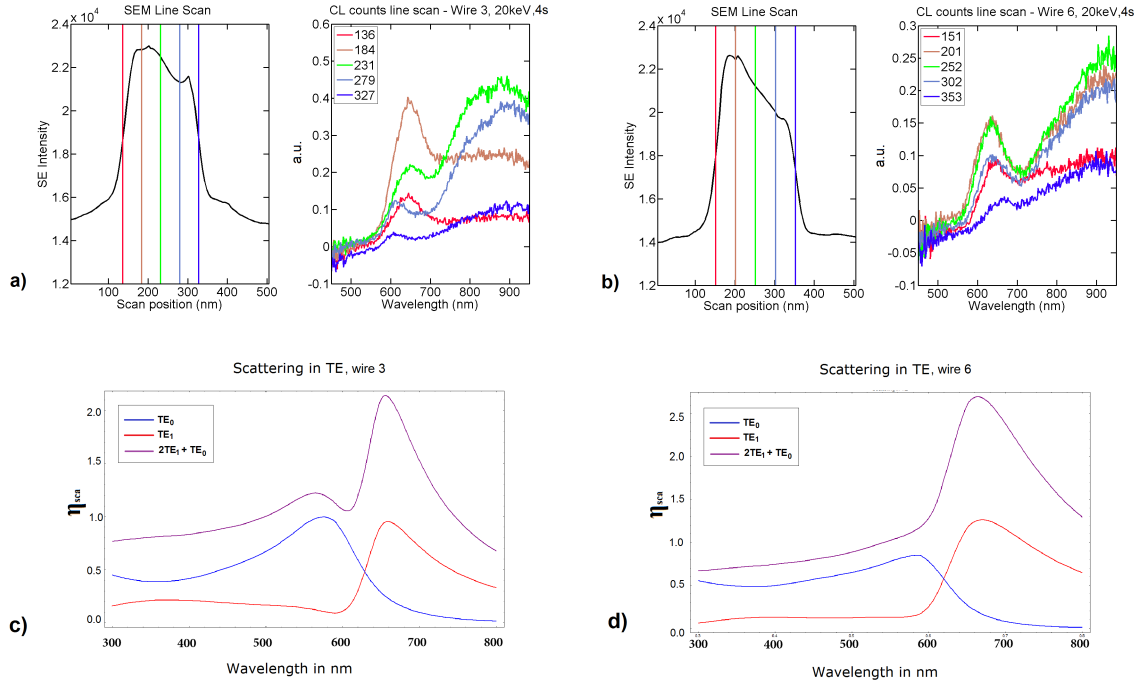 SEM Line Scan
2.4 x 10⁴
2.2
2.0
1.8
1.6
1.4
1.2
SE Intensity
0 100 200 300 400 500
Scan position (nm)
a)
CL counts line scan - Wire 3, 20keV,4s
136
184
231
279
327
0.6
0.5
0.4
0.3
0.2
0.1
0
-0.1
a.u.
500 600 700 800 900
Wavelength (nm)
SEM Line Scan
2.4 x 10⁴
2.2
2.0
1.8
1.6
1.4
1.2
SE Intensity
0 100 200 300 400 500
Scan position (nm)
b)
CL counts line scan - Wire 6, 20keV,4s
151
201
252
302
353
0.3
0.25
0.2
0.15
0.1
0.05
0
-0.05
-0.1
a.u.
500 600 700 800 900
Wavelength (nm)
Scattering in TE, wire 3
TE₀
TE₁
2TE₁ + TE₀
2.0
1.5
1.0
0.5
0.0
ηsca
300 400 500 600 700 800
Wavelength in nm
c)
Scattering in TE, wire 6
TE₀
TE₁
2TE₁ + TE₀
2.5
2.0
1.5
1.0
0.5
0.0
ηsca
300 400 500 600 700 800
Wavelength in nm
d)